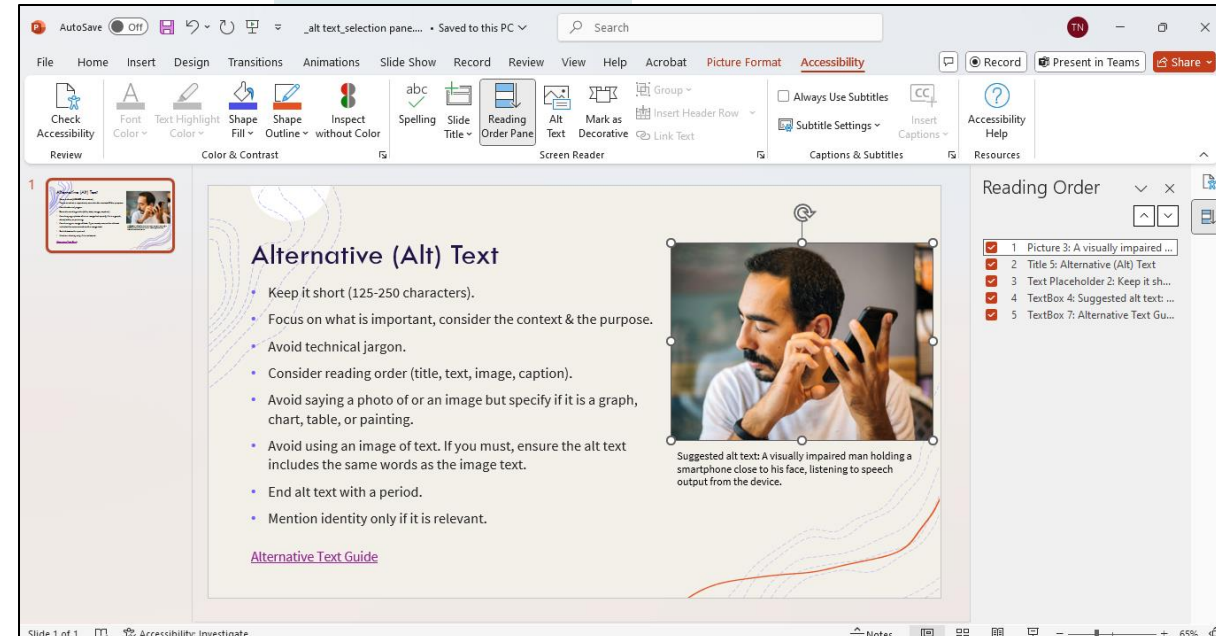 AutoSave Off _alt text_selection pane.... • Saved to this PC Search TN
File Home Insert Design Transitions Animations Slide Show Record Review View Help Acrobat Picture Format Accessibility Record Present in Teams Share
Check Accessibility
Review
Font Color
Text Highlight Color
Shape Fill
Shape Outline
Inspect without Color
Color & Contrast
abc
Spelling
Slide Title
Reading Order Pane
Alt Text
Mark as Decorative
Group
Insert Header Row
Link Text
Screen Reader
Always Use Subtitles
Subtitle Settings
CC
Insert Captions
Captions & Subtitles
Accessibility Help
Resources
1
Alternative (Alt) Text
• Keep it short (125-250 characters).
• Focus on what is important, consider the context & the purpose.
• Avoid technical jargon.
• Consider reading order (title, text, image, caption).
• Avoid saying a photo of or an image but specify if it is a graph,
chart, table, or painting.
• Avoid using an image of text. If you must, ensure the alt text
includes the same words as the image text.
• End alt text with a period.
• Mention identity only if it is relevant.
Alternative Text Guide
Suggested alt text: A visually impaired man holding a
smartphone close to his face, listening to speech
output from the device.
Reading Order
1 Picture 3: A visually impaired ...
2 Title 5: Alternative (Alt) Text
3 Text Placeholder 2: Keep it sh...
4 TextBox 4: Suggested alt text: ...
5 TextBox 7: Alternative Text Gu...
Slide 1 of 1 Accessibility: Investigate Notes 65%